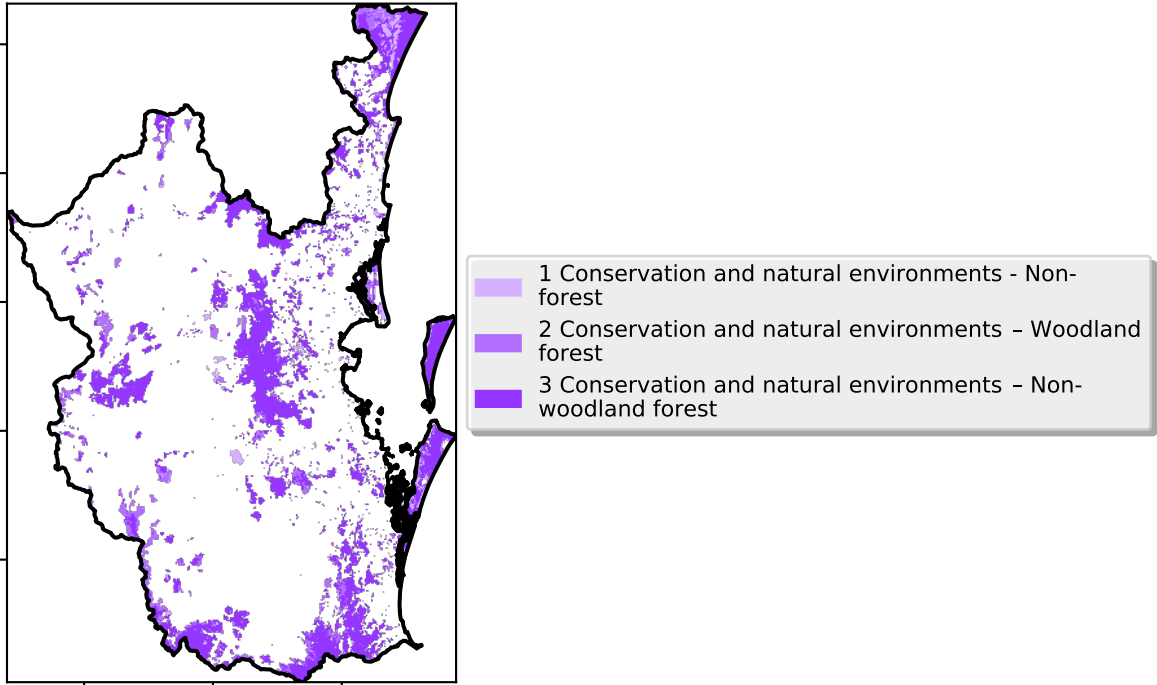 1 Conservation and natural environments - Non-
forest
2 Conservation and natural environments – Woodland
forest
3 Conservation and natural environments – Non-
woodland forest